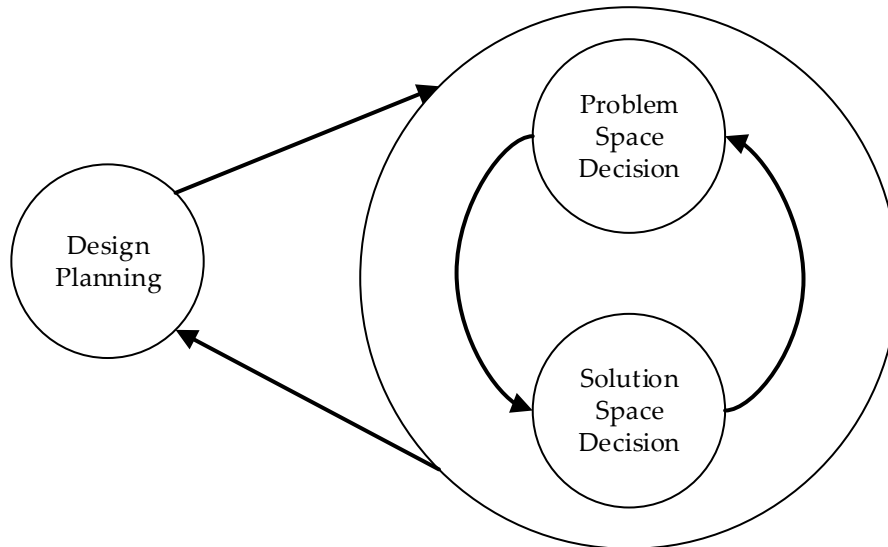 Problem
Space
Decision
Design
Planning
Solution
Space
Decision